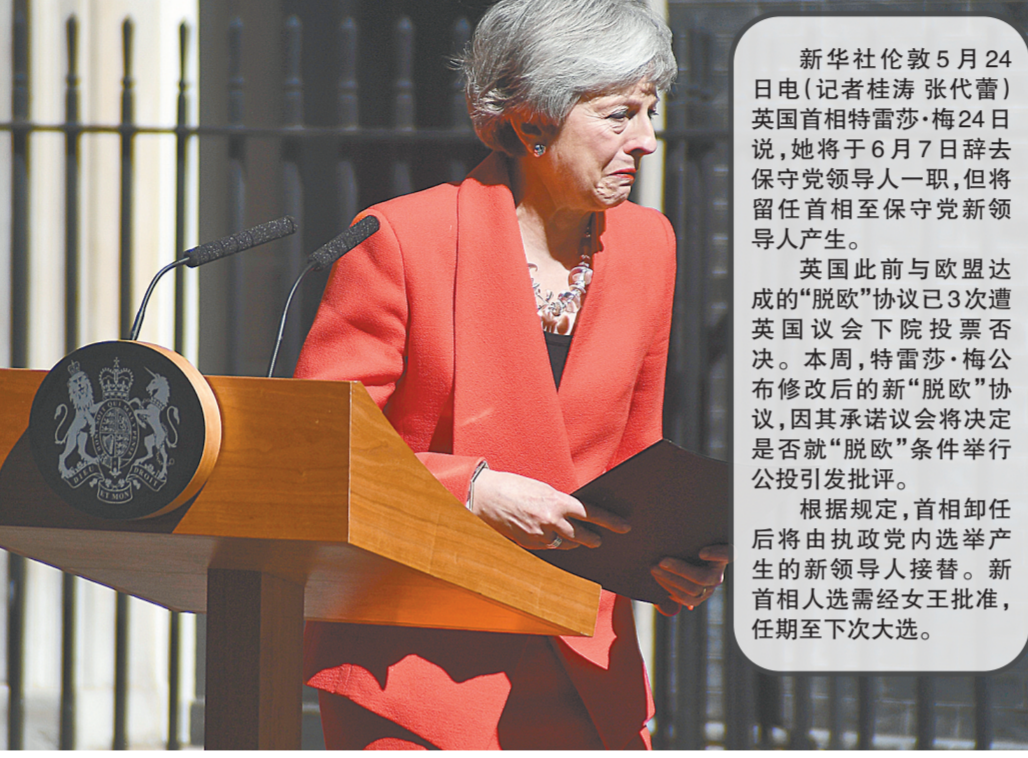 新华社伦敦5月24
日电(记者桂涛 张代蕾)
英国首相特雷莎·梅24日
说,她将于6月7日辞去
保守党领导人一职,但将
留任首相至保守党新领
导人产生。
英国此前与欧盟达
成的“脱欧”协议已3次遭
英国议会下院投票否
决。本周,特雷莎·梅公
布修改后的新“脱欧”协
议,因其承诺议会将决定
是否就“脱欧”条件举行
公投引发批评。
根据规定,首相卸任
后将由执政党内选举产
生的新领导人接替。新
首相人选需经女王批准,
任期至下次大选。
DIEU
ET MON
DROIT